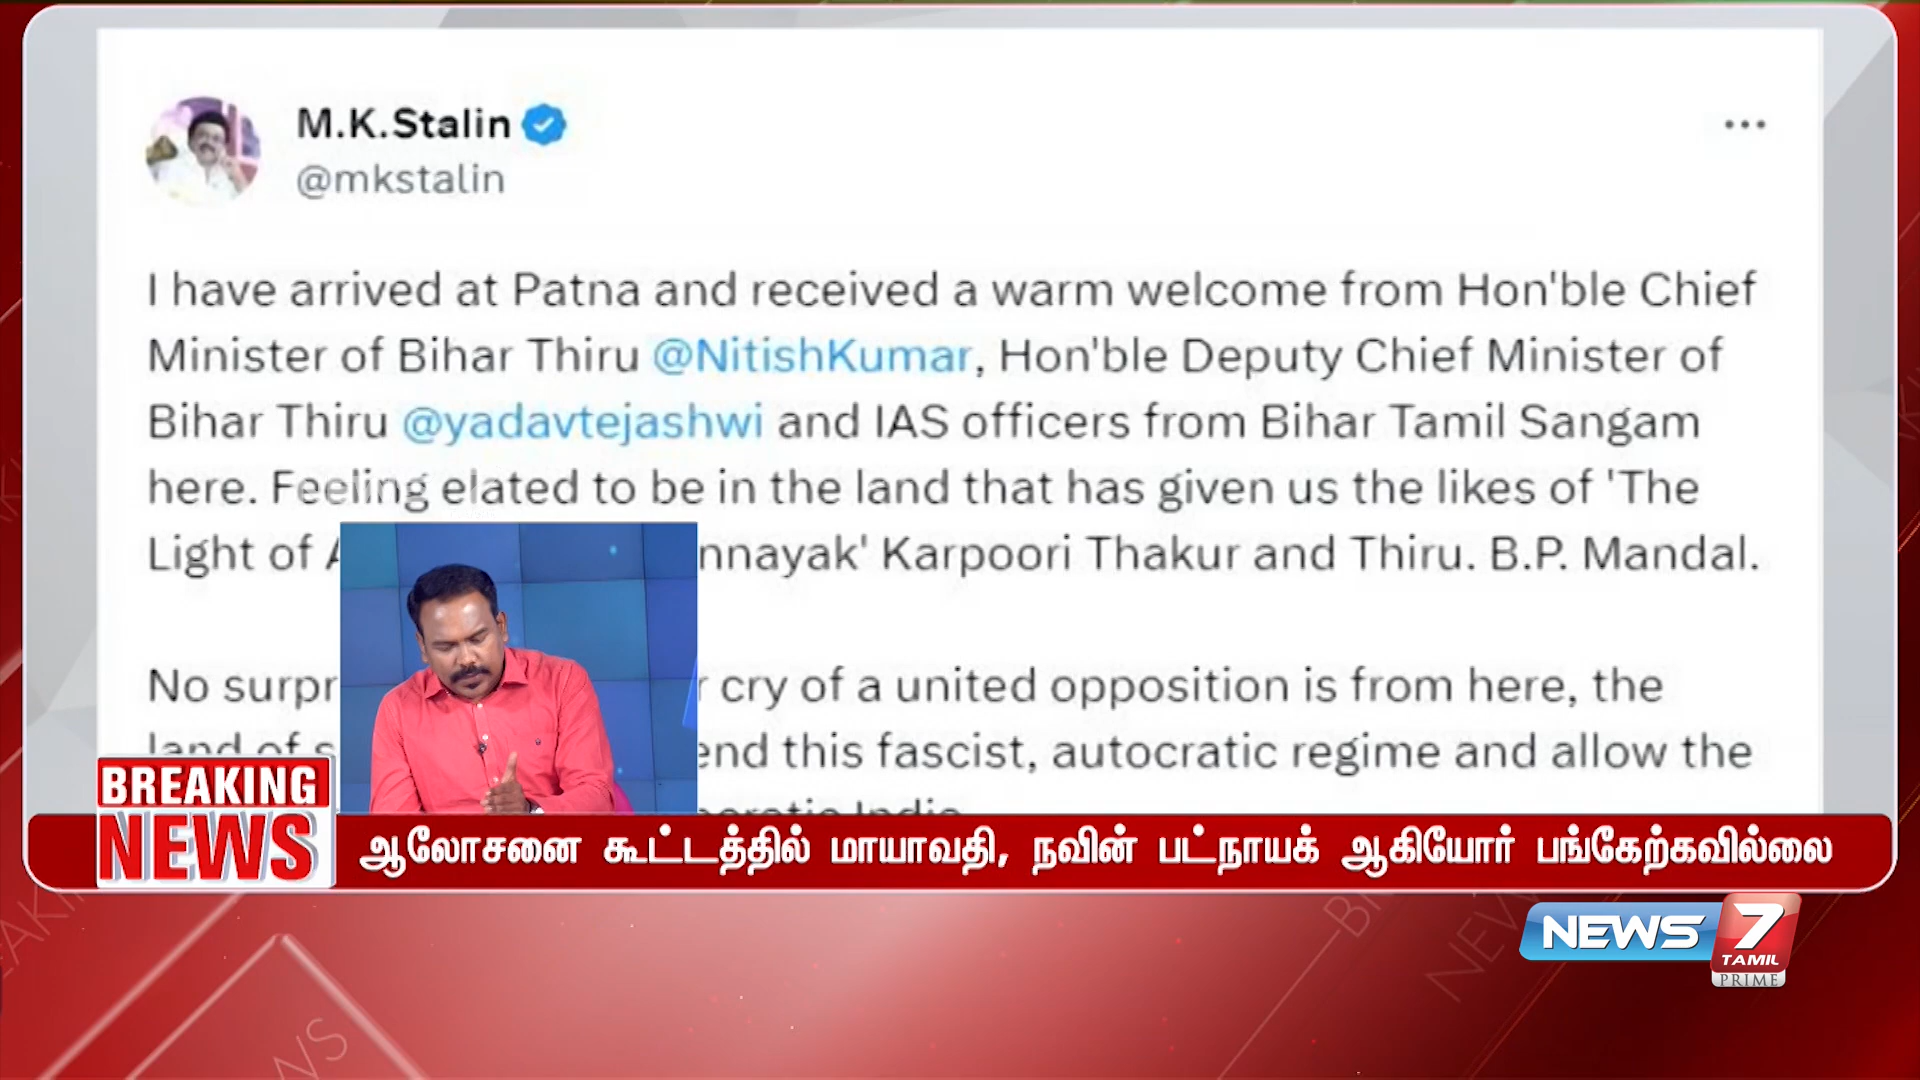 M.K.Stalin
@mkstalin
I have arrived at Patna and received a warm welcome from Hon'ble Chief
Minister of Bihar Thiru @NitishKumar, Hon'ble Deputy Chief Minister of
Bihar Thiru @yadavtejashwi and IAS officers from Bihar Tamil Sangam
here. Feeling elated to be in the land that has given us the likes of 'The
Light of Karpoori Thakur and Thiru. B.P. Mandal.
No cry of a united opposition is from here, the
land of this fascist, autocratic regime and allow the
India
BREAKING
NEWS
ஆலோசனை கூட்டத்தில் மாயாவதி, நவின் பட்நாயக் ஆகியோர் பங்கேற்கவில்லை
NEWS 7
TAMIL
PRIME